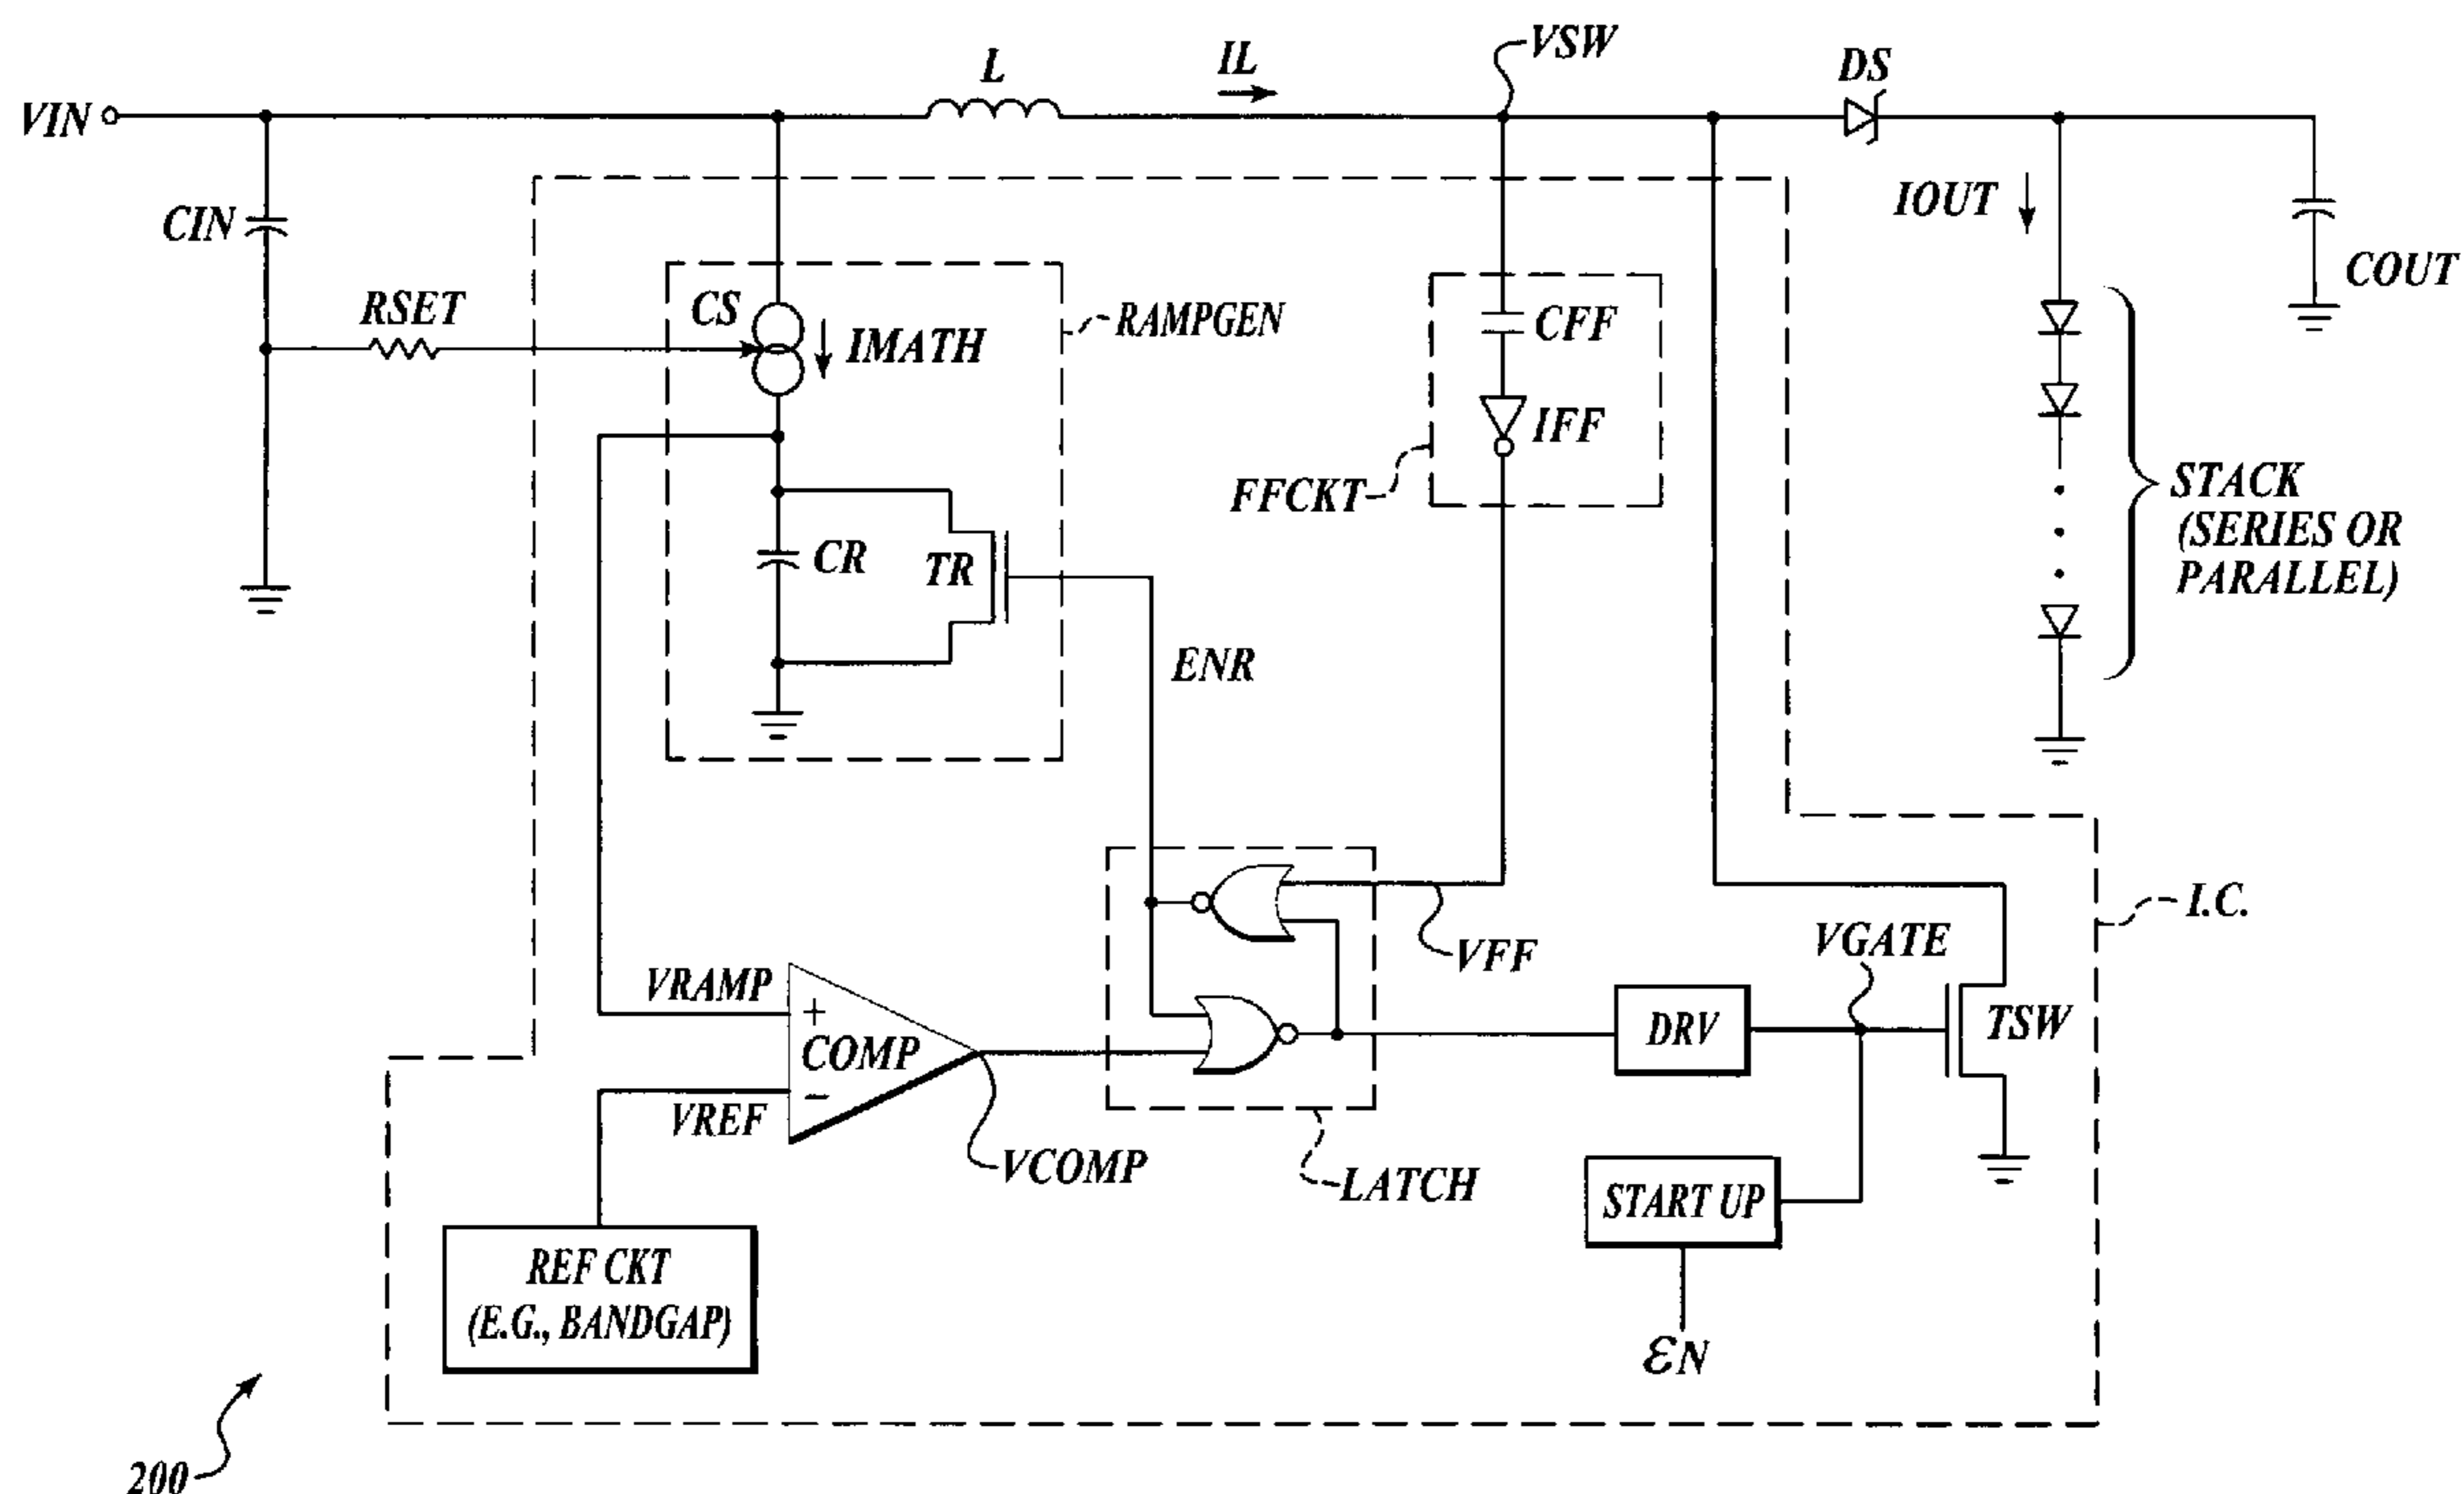 VSW
L
IL
DS
VIN
CIN
IOUT
COUT
RSET
CS
IMATH
RAMPGEN
CFF
IFF
FFCKT
STACK
(SERIES OR
PARALLEL)
CR
TR
ENR
I.C.
VFF
VGATE
VRAMP
+
COMP
−
VREF
DRV
TSW
VCOMP
LATCH
START UP
REF CKT
(E.G., BANDGAP)
εN
200